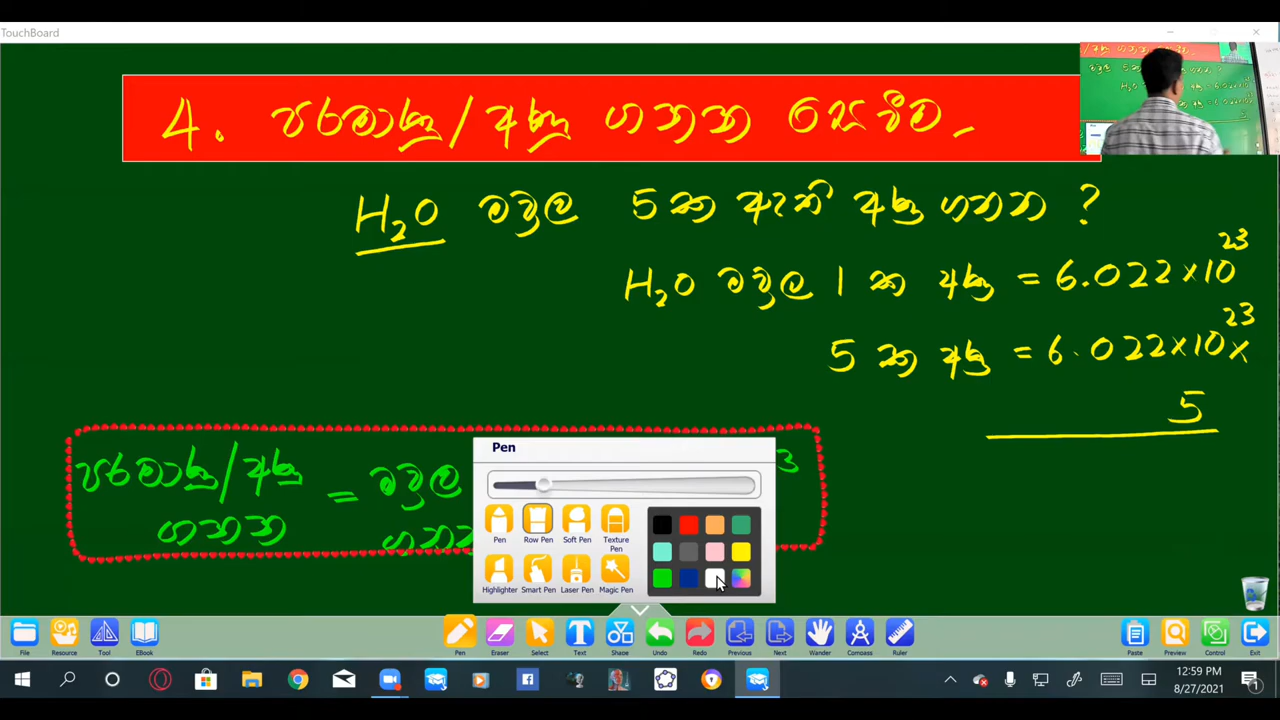 TouchBoard
4. පරමාණු/අණු ගනනත සෙවීම.
H₂O මවුල 5ක ඇති අණු ගනන ?
H₂O මවුල 1 ක අණු = 6.022×10²³
5 ක අණු = 6.022×10²³×
5
පරමාණු/අණු = මවුල
ගනන
Pen
Pen Row Pen Soft Pen Texture Pen
Highlighter Smart Pen Laser Pen Magic Pen
File Resource Tool EBook Pen Eraser Select Text Shape Undo Redo Previous Next Wander Compass Ruler Paste Preview Control Exit
12:59 PM
8/27/2021